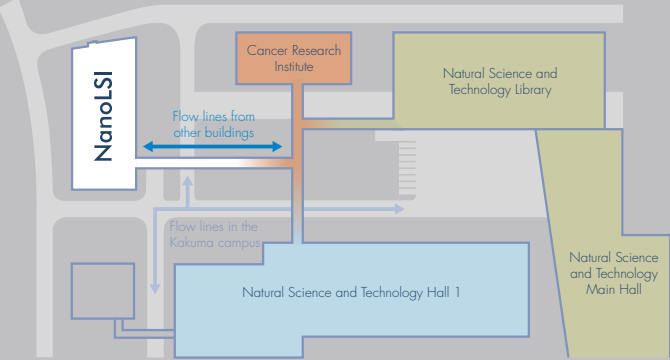 NanoLSI
Cancer Research
Institute
Natural Science and
Technology Library
Flow lines from
other buildings
Flow lines in the
Kakuma campus
Natural Science and Technology Hall 1
Natural Science
and Technology
Main Hall